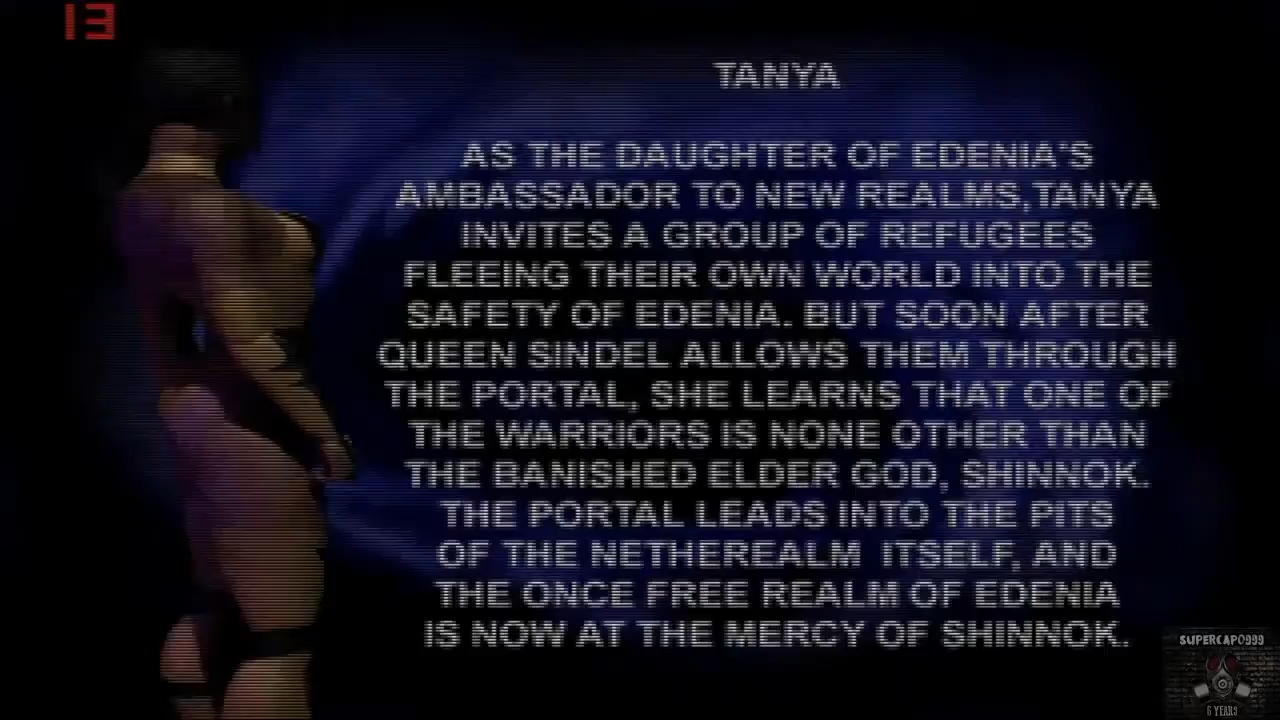 13
TANYA
AS THE DAUGHTER OF EDENIA'S
AMBASSADOR TO NEW REALMS,TANYA
INVITES A GROUP OF REFUGEES
FLEEING THEIR OWN WORLD INTO THE
SAFETY OF EDENIA. BUT SOON AFTER
QUEEN SINDEL ALLOWS THEM THROUGH
THE PORTAL, SHE LEARNS THAT ONE OF
THE WARRIORS IS NONE OTHER THAN
THE BANISHED ELDER GOD, SHINNOK.
THE PORTAL LEADS INTO THE PITS
OF THE NETHEREALM ITSELF, AND
THE ONCE FREE REALM OF EDENIA
IS NOW AT THE MERCY OF SHINNOK.
SUPERCAPO999
6 YEARS